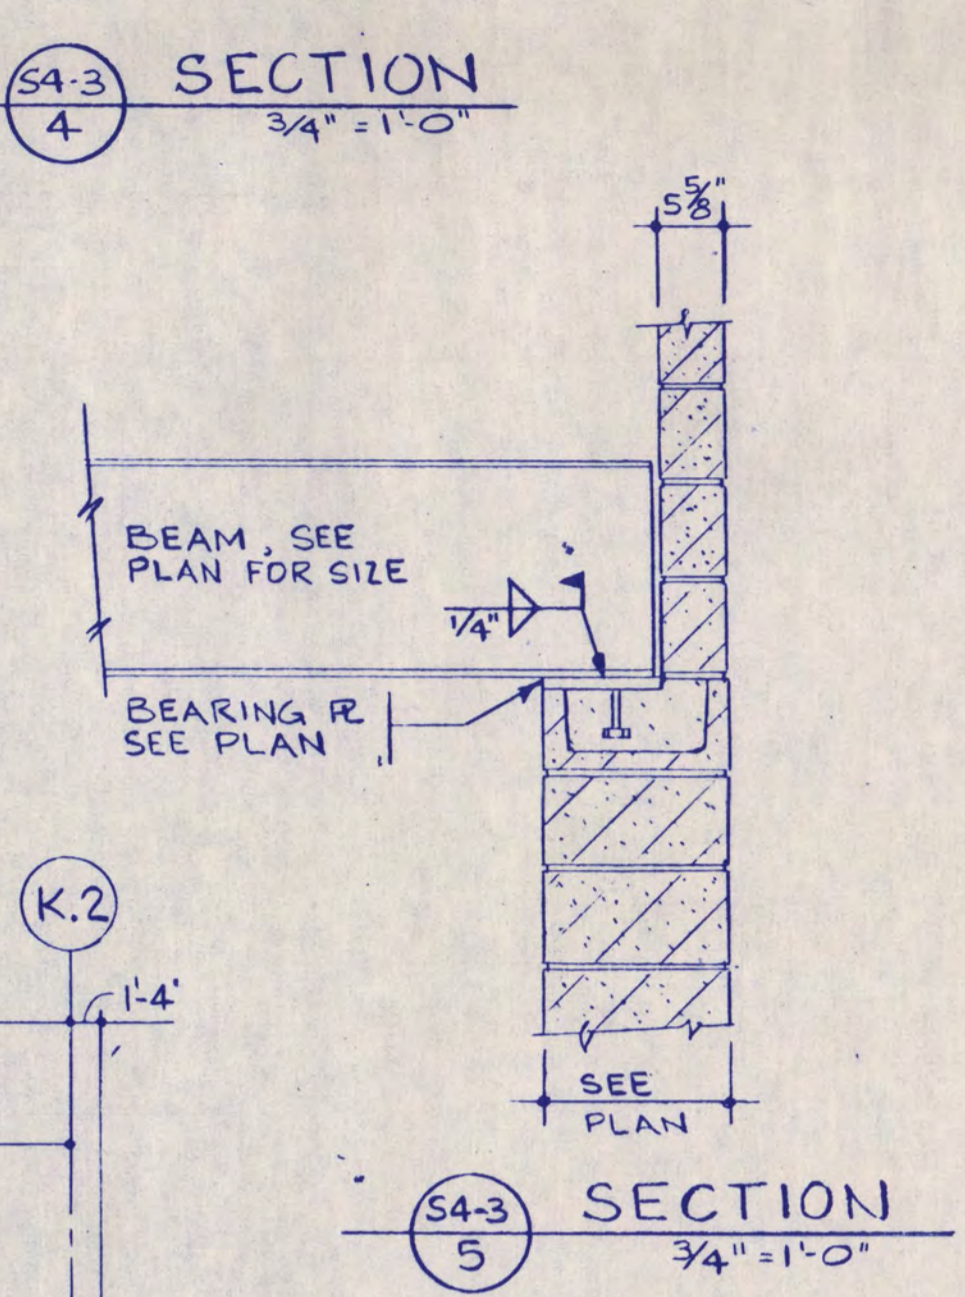 S4-3
4
SECTION
3/4" = 1'-0"
5 5/8"
BEAM, SEE
PLAN FOR SIZE
1/4"
BEARING PL
SEE PLAN
K.2
1'-4"
SEE
PLAN
S4-3
5
SECTION
3/4" = 1'-0"